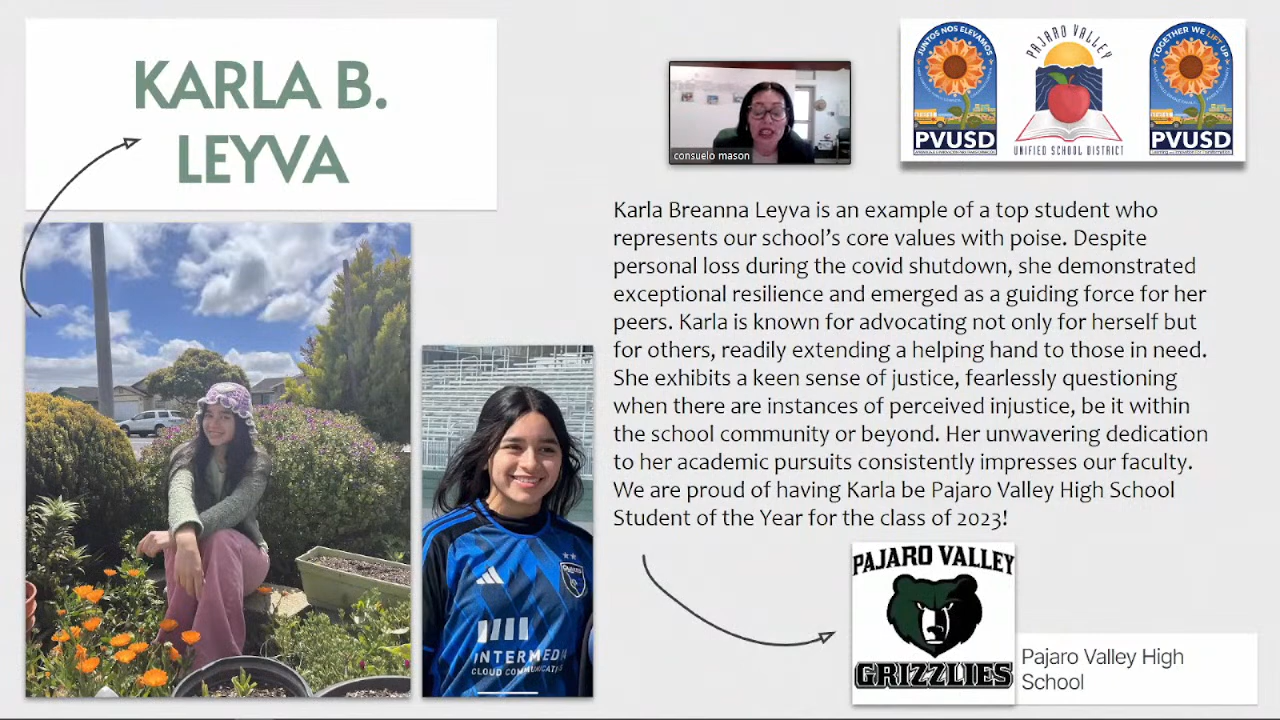 KARLA B.
LEYVA
consuelo mason
JUNTOS NOS ELEVAMOS
PVUSD
PAJARO VALLEY
UNIFIED SCHOOL DISTRICT
TOGETHER WE LIFT UP
PVUSD
Karla Breanna Leyva is an example of a top student who
represents our school's core values with poise. Despite
personal loss during the covid shutdown, she demonstrated
exceptional resilience and emerged as a guiding force for her
peers. Karla is known for advocating not only for herself but
for others, readily extending a helping hand to those in need.
She exhibits a keen sense of justice, fearlessly questioning
when there are instances of perceived injustice, be it within
the school community or beyond. Her unwavering dedication
to her academic pursuits consistently impresses our faculty.
We are proud of having Karla be Pajaro Valley High School
Student of the Year for the class of 2023!
INTERMEDIA
CLOUD
PAJARO VALLEY
GRIZZLIES
Pajaro Valley High
School